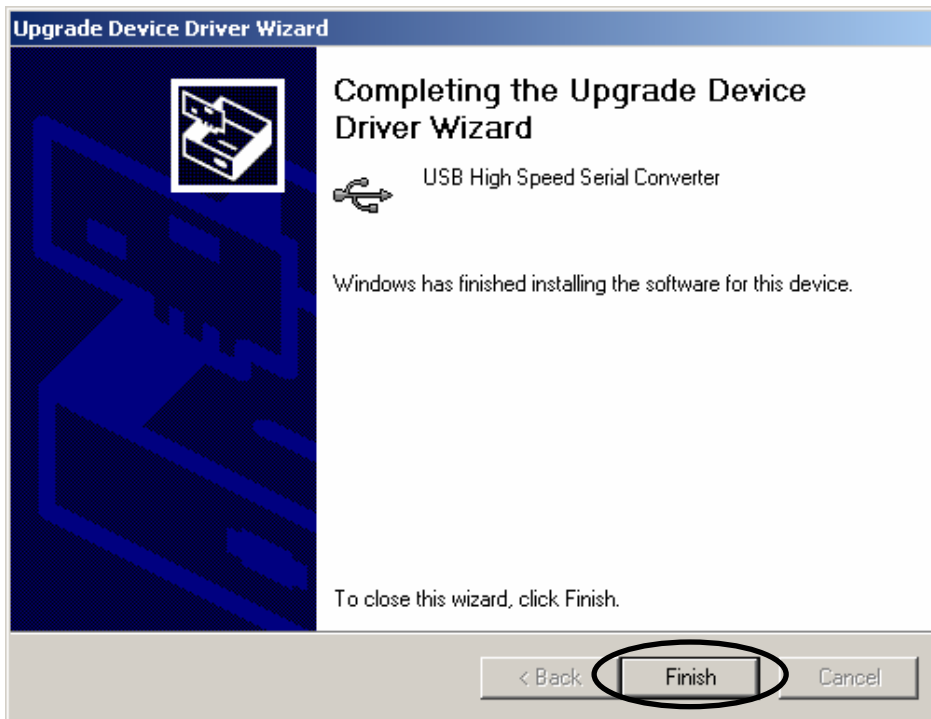 Upgrade Device Driver Wizard
Completing the Upgrade Device
Driver Wizard
USB High Speed Serial Converter
Windows has finished installing the software for this device.
To close this wizard, click Finish.
< Back
Finish
Cancel